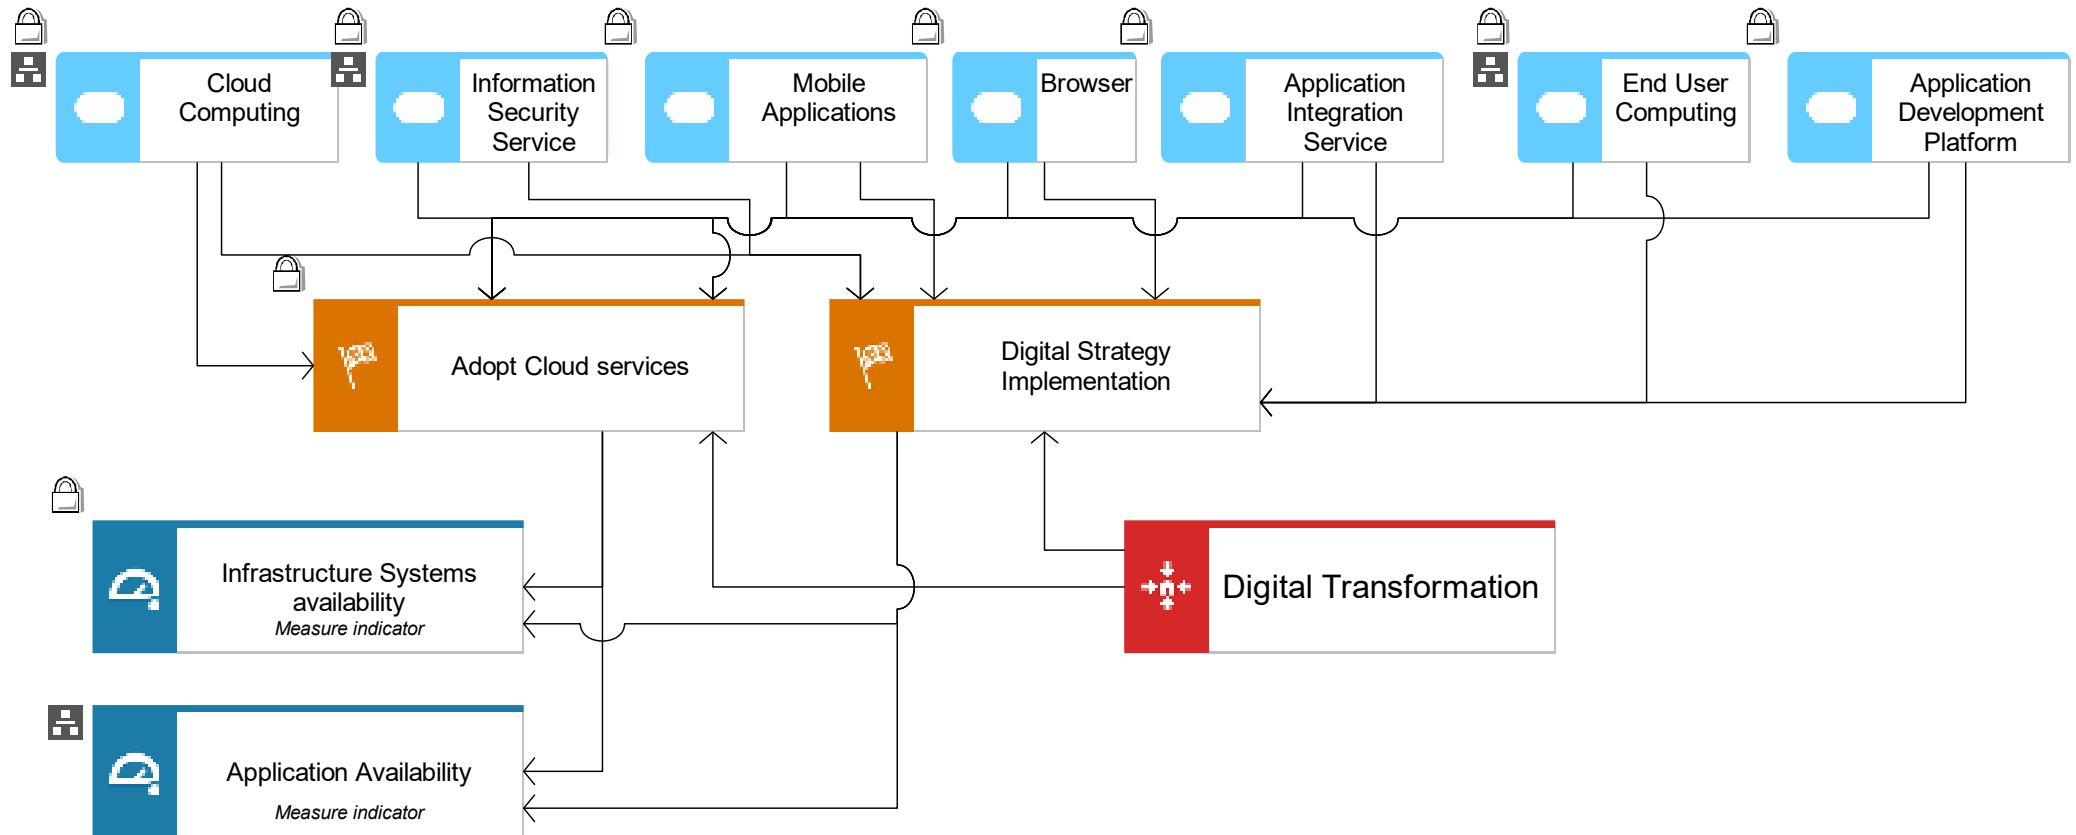 Cloud
Computing
Information
Security
Service
Mobile
Applications
Browser
Application
Integration
Service
End User
Computing
Application
Development
Platform
Adopt Cloud services
Digital Strategy
Implementation
Infrastructure Systems
availability
Measure indicator
Digital Transformation
Application Availability
Measure indicator